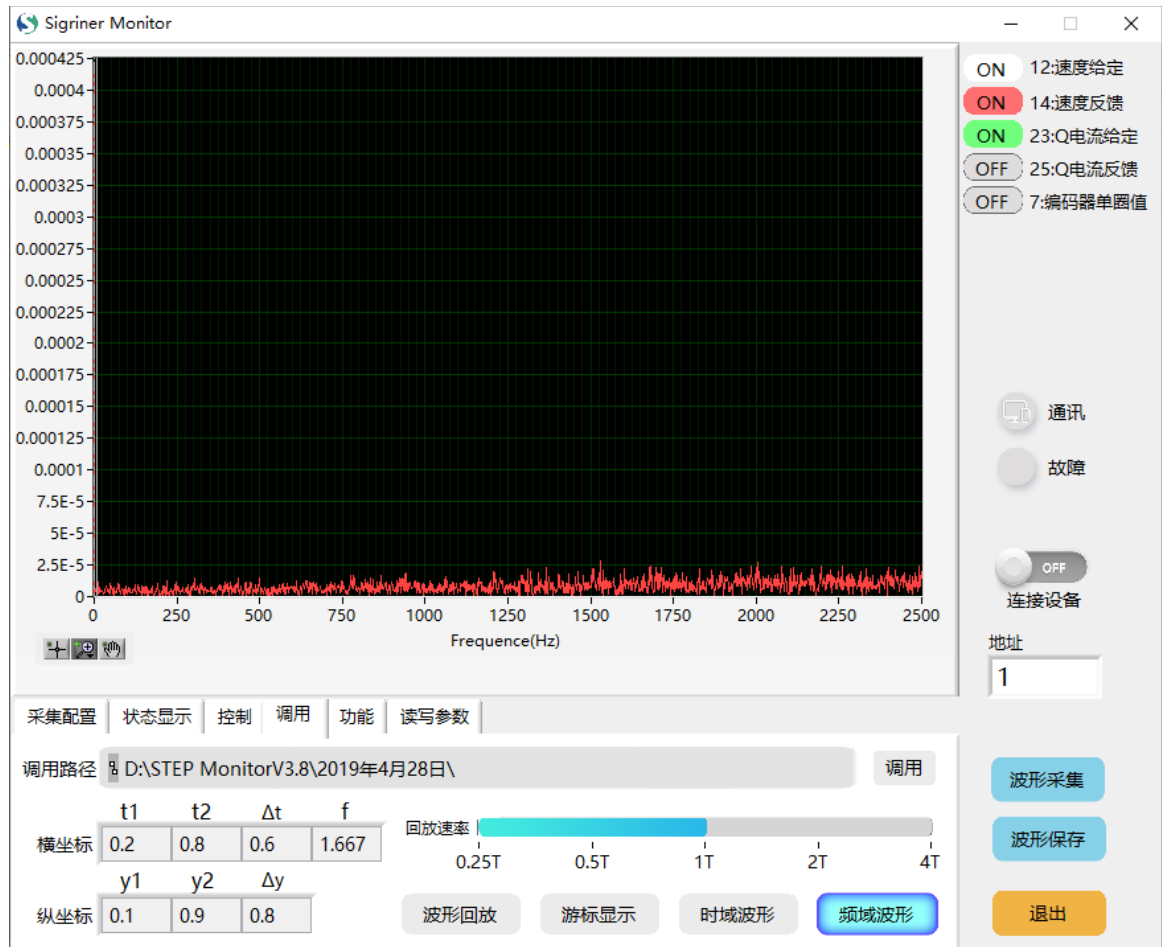 Sigriner Monitor
0.000425
0.0004
0.000375
0.00035
0.000325
0.0003
0.000275
0.00025
0.000225
0.0002
0.000175
0.00015
0.000125
0.0001
7.5E-5
5E-5
2.5E-5
0
0 250 500 750 1000 1250 1500 1750 2000 2250 2500
Frequence(Hz)
ON 12:速度给定
ON 14:速度反馈
ON 23:Q电流给定
OFF 25:Q电流反馈
OFF 7:编码器单圈值
通讯
故障
OFF
连接设备
地址
1
采集配置 状态显示 控制 调用 功能 读写参数
调用路径 D:\STEP MonitorV3.8\2019年4月28日\ 调用
t1 t2 Δt f
横坐标 0.2 0.8 0.6 1.667
y1 y2 Δy
纵坐标 0.1 0.9 0.8
回放速率
0.25T 0.5T 1T 2T 4T
波形回放 游标显示 时域波形 频域波形
波形采集
波形保存
退出